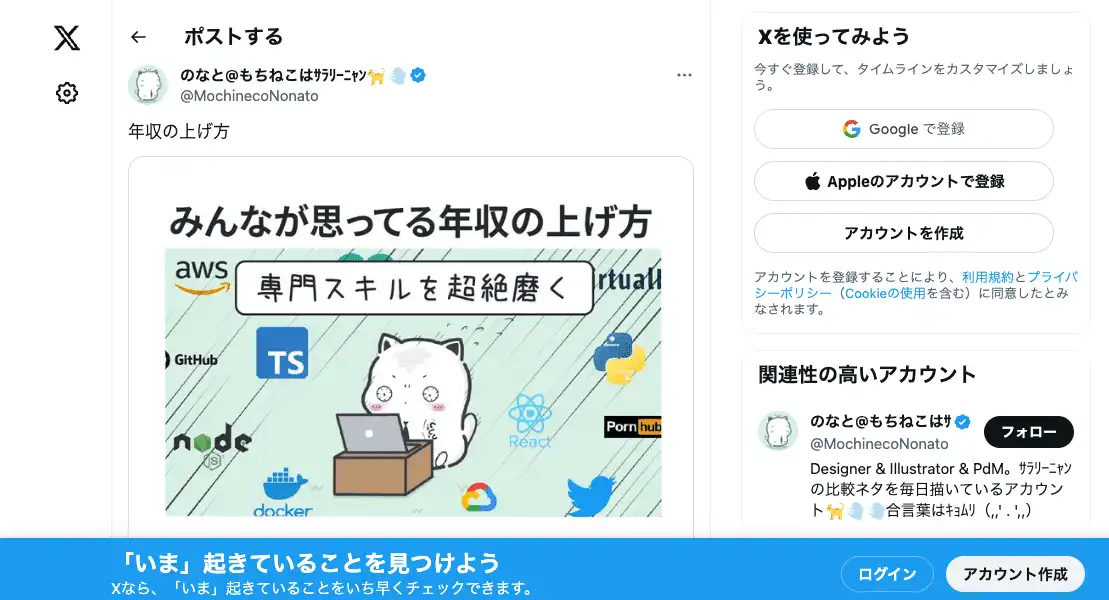 ポストする
のなと@もちねこはｻﾗﾘｰﾆｬﾝ🐈💨
@MochinecoNonato
年収の上げ方
みんなが思ってる年収の上げ方
aws
専門スキルを超絶磨く
irtuall
GitHub
TS
node
JS
React
Porn hub
docker
Xを使ってみよう
今すぐ登録して、タイムラインをカスタマイズしましょ
う。
Google で登録
Appleのアカウントで登録
アカウントを作成
アカウントを登録することにより、利用規約とプライバ
シーポリシー（Cookieの使用を含む）に同意したとみ
なされます。
関連性の高いアカウント
のなと@もちねこはｻ
@MochinecoNonato
フォロー
Designer & Illustrator & PdM。ｻﾗﾘｰﾆｬﾝ
の比較ネタを毎日描いているアカウン
ト🐈💨💨合言葉はｷｮﾑﾘ（,,' . ',,）
「いま」起きていることを見つけよう
Xなら、「いま」起きていることをいち早くチェックできます。
ログイン
アカウント作成